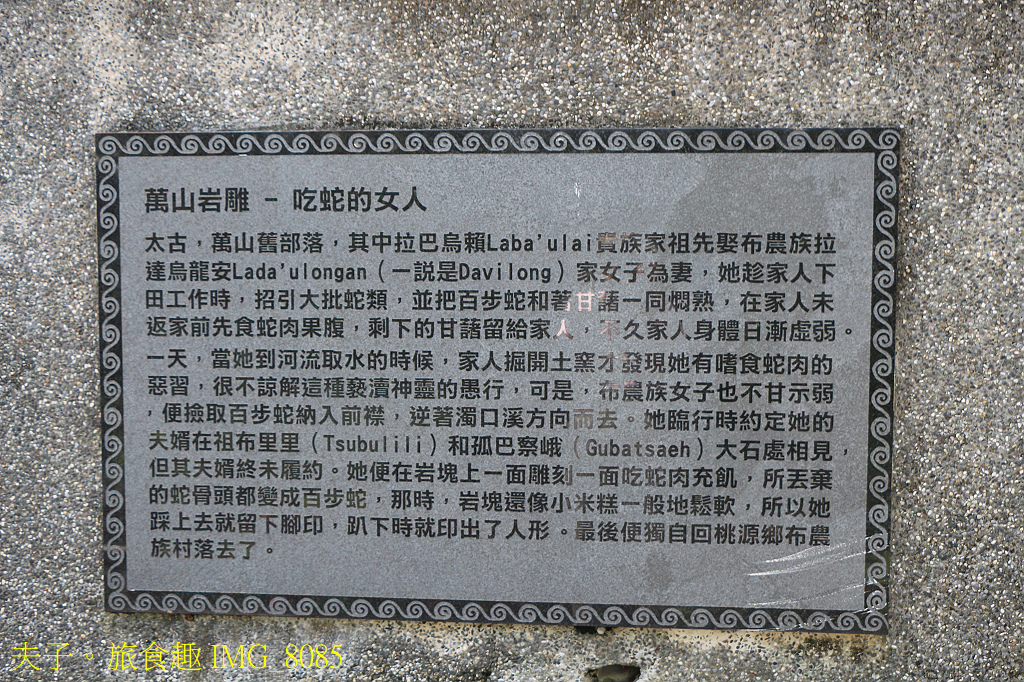 萬山岩雕 - 吃蛇的女人
太古，萬山舊部落，其中拉巴烏賴Laba'ulai貴族家祖先娶布農族拉
達烏龍安Lada'ulongan（一說是Davilong）家女子為妻，她趁家人下
田工作時，招引大批蛇類，並把百步蛇和著甘藷一同燜熟，在家人未
返家前先食蛇肉果腹，剩下的甘藷留給家人，不久家人身體日漸虛弱。
一天，當她到河流取水的時候，家人掘開土窯才發現她有嗜食蛇肉的
惡習，很不諒解這種褻瀆神靈的愚行，可是，布農族女子也不甘示弱
，便撿取百步蛇納入前襟，逆著濁口溪方向而去。她臨行時約定她的
夫婿在祖布里里（Tsubulili）和孤巴察峨（Gubatsaeh）大石處相見，
但其夫婿終未履約。她便在岩塊上一面雕刻一面吃蛇肉充飢，所丟棄
的蛇骨頭都變成百步蛇，那時，岩塊還像小米糕一般地鬆軟，所以她
踩上去就留下腳印，趴下時就印出了人形。最後便獨自回桃源鄉布農
族村落去了。
夫子。旅食趣 IMG_8085